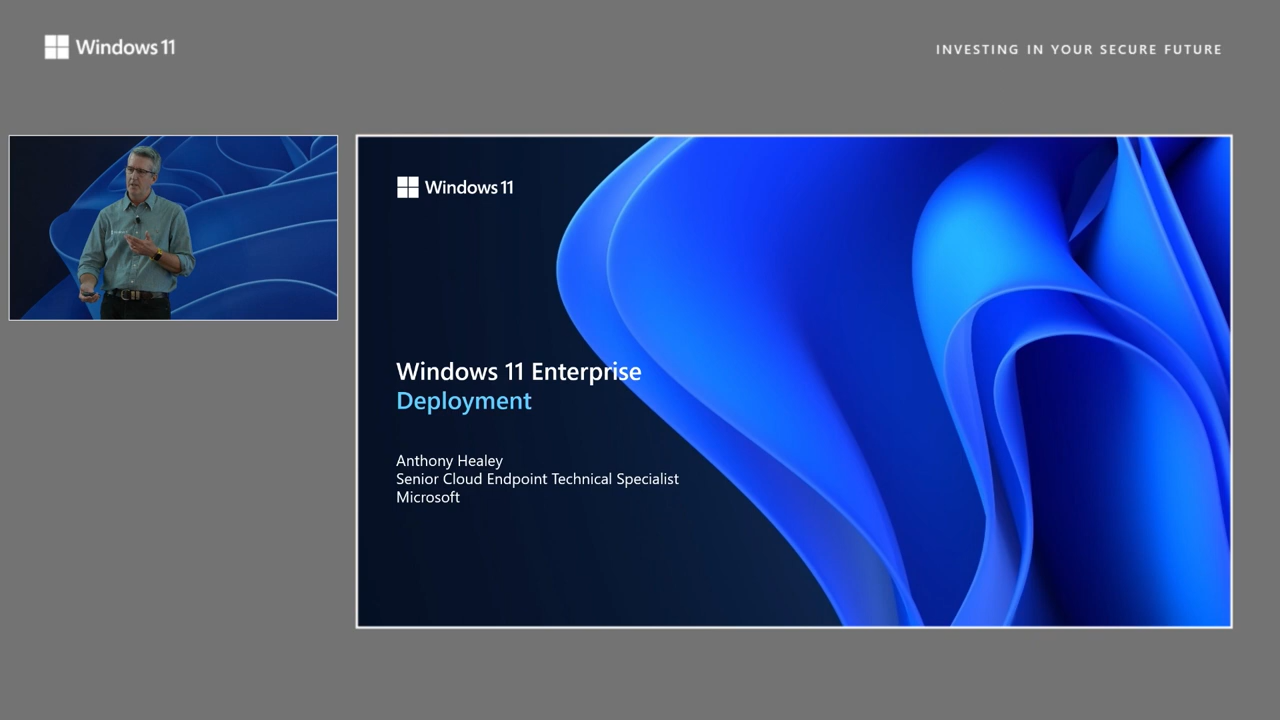 Windows 11
INVESTING IN YOUR SECURE FUTURE
Windows 11
Windows 11 Enterprise
Deployment
Anthony Healey
Senior Cloud Endpoint Technical Specialist
Microsoft